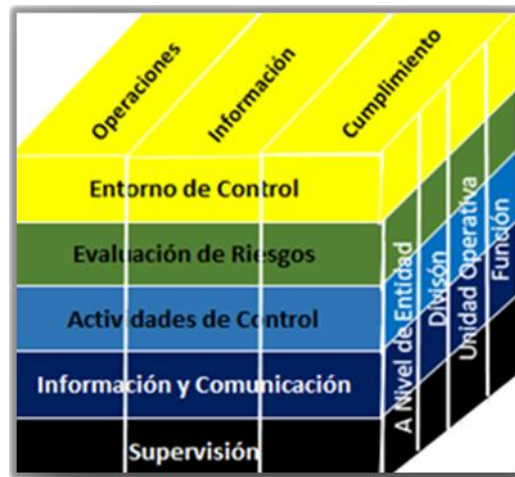 Operaciones
Información
Cumplimiento
Entorno de Control
Evaluación de Riesgos
Actividades de Control
Información y Comunicación
Supervisión
A Nivel de Entidad
Divisón
Unidad Operativa
Función